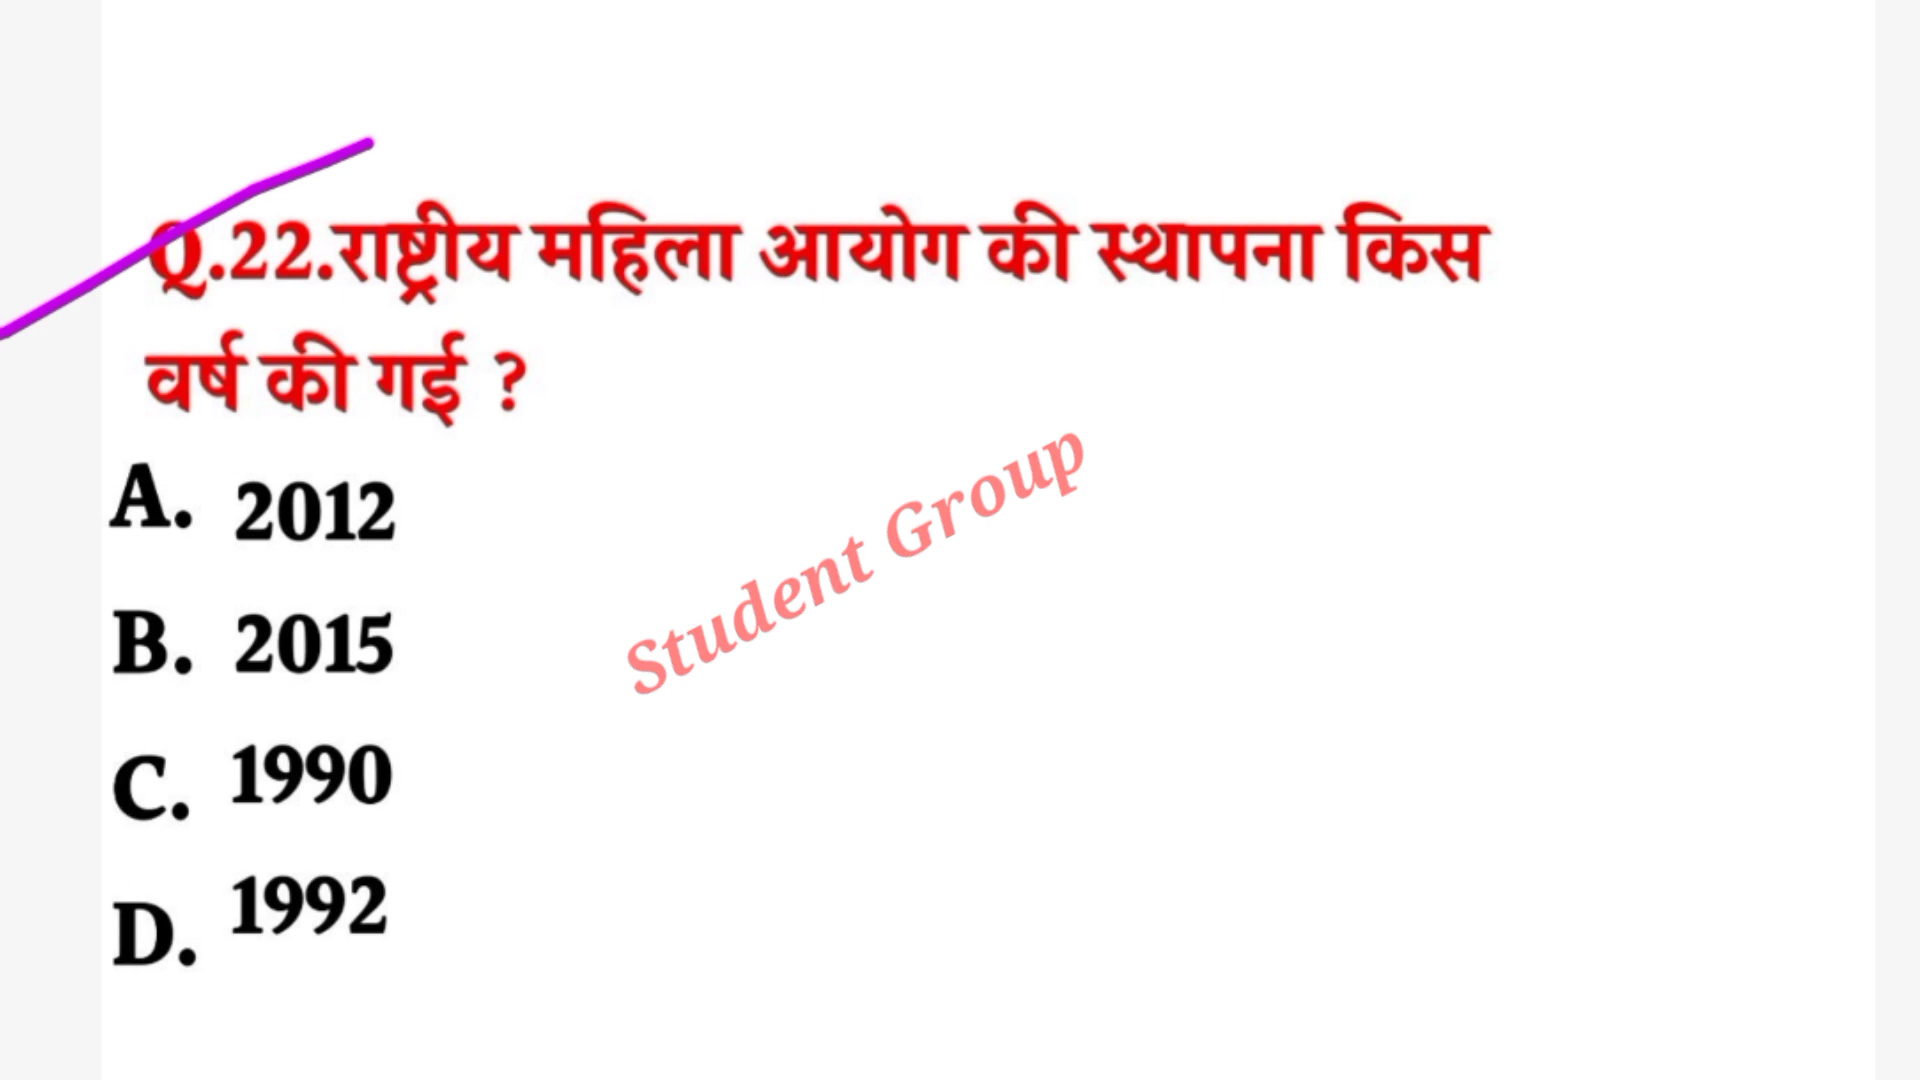 Q.22.राष्ट्रीय महिला आयोग की स्थापना किस
वर्ष की गई ?
A. 2012
B. 2015
C. 1990
D. 1992
Student Group